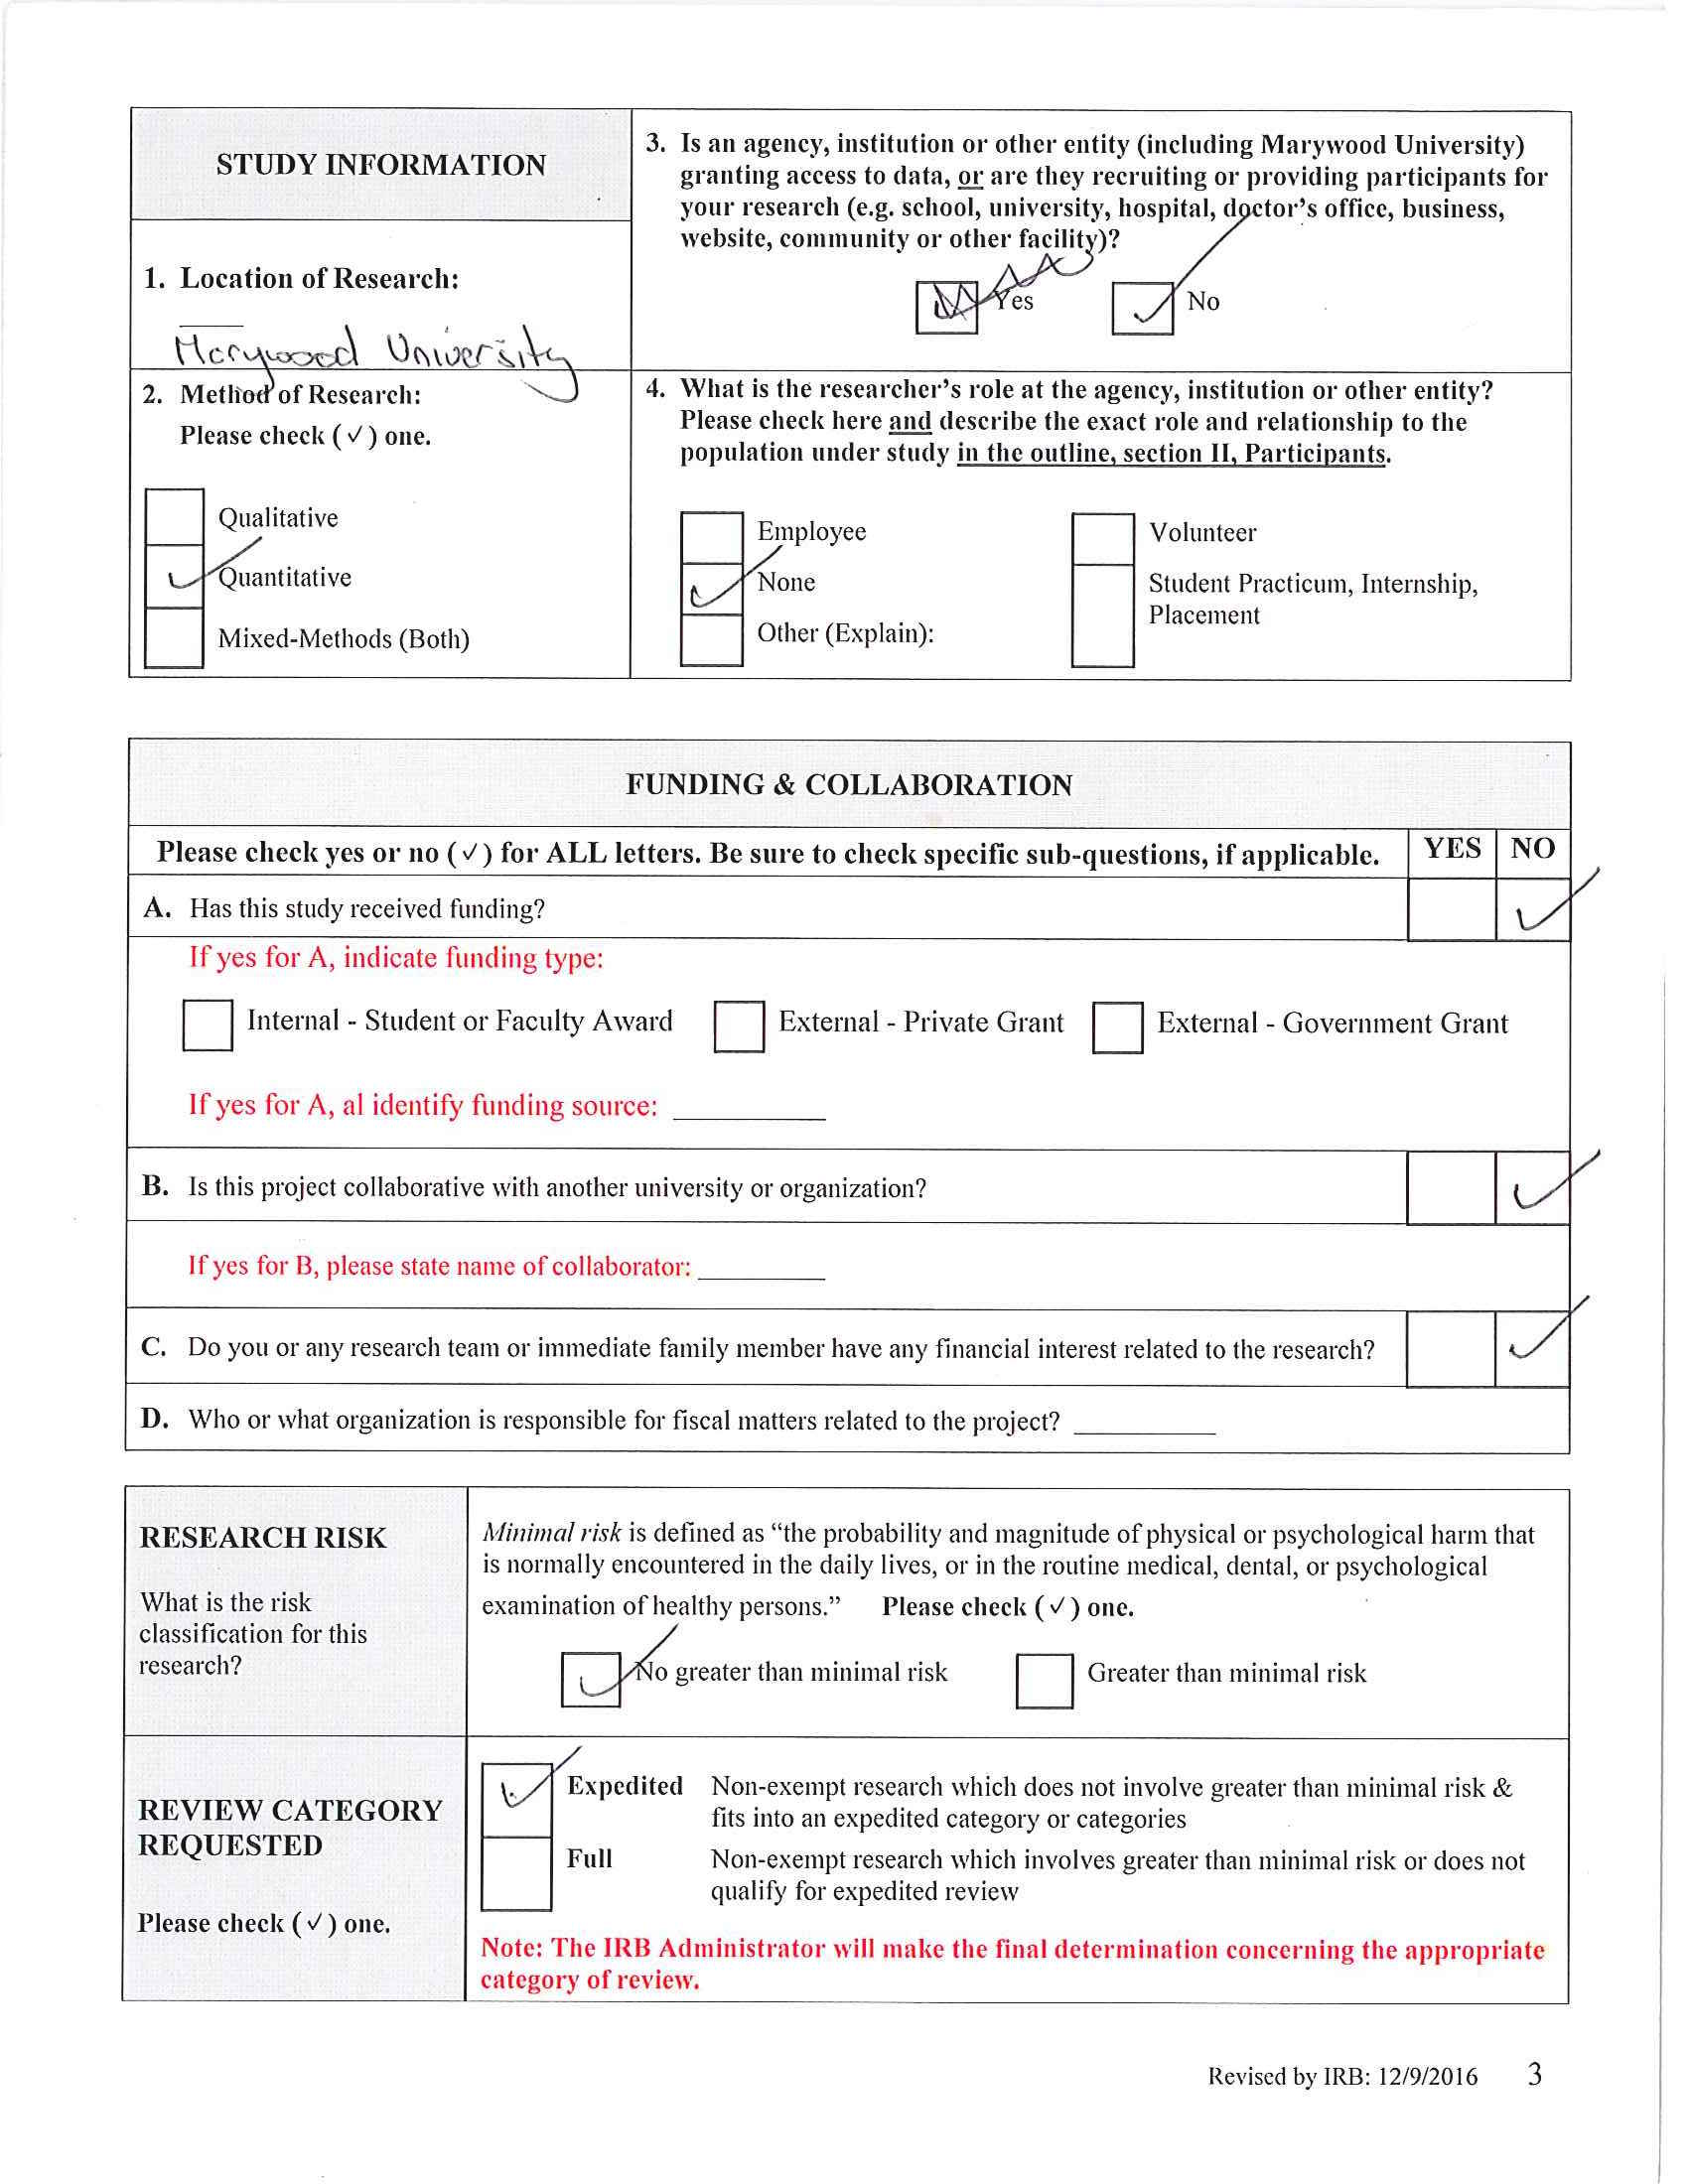 STUDY INFORMATION
1. Location of Research:
Marywood University
2. Method of Research:
Please check (✓) one.
Qualitative
✓ Quantitative
Mixed-Methods (Both)
3. Is an agency, institution or other entity (including Marywood University)
granting access to data, or are they recruiting or providing participants for
your research (e.g. school, university, hospital, doctor's office, business,
website, community or other facility)?
Yes ✓ No
4. What is the researcher's role at the agency, institution or other entity?
Please check here and describe the exact role and relationship to the
population under study in the outline, section II, Participants.
Employee Volunteer
✓ None Student Practicum, Internship,
Placement
Other (Explain):
FUNDING & COLLABORATION
Please check yes or no (✓) for ALL letters. Be sure to check specific sub-questions, if applicable. YES NO
A. Has this study received funding? ✓
If yes for A, indicate funding type:
Internal - Student or Faculty Award External - Private Grant External - Government Grant
If yes for A, al identify funding source:
B. Is this project collaborative with another university or organization? ✓
If yes for B, please state name of collaborator:
C. Do you or any research team or immediate family member have any financial interest related to the research? ✓
D. Who or what organization is responsible for fiscal matters related to the project?
RESEARCH RISK
What is the risk
classification for this
research?
Minimal risk is defined as “the probability and magnitude of physical or psychological harm that
is normally encountered in the daily lives, or in the routine medical, dental, or psychological
examination of healthy persons.” Please check (✓) one.
✓ No greater than minimal risk Greater than minimal risk
REVIEW CATEGORY
REQUESTED
Please check (✓) one.
✓ Expedited Non-exempt research which does not involve greater than minimal risk &
fits into an expedited category or categories
Full Non-exempt research which involves greater than minimal risk or does not
qualify for expedited review
Note: The IRB Administrator will make the final determination concerning the appropriate
category of review.
Revised by IRB: 12/9/2016 3